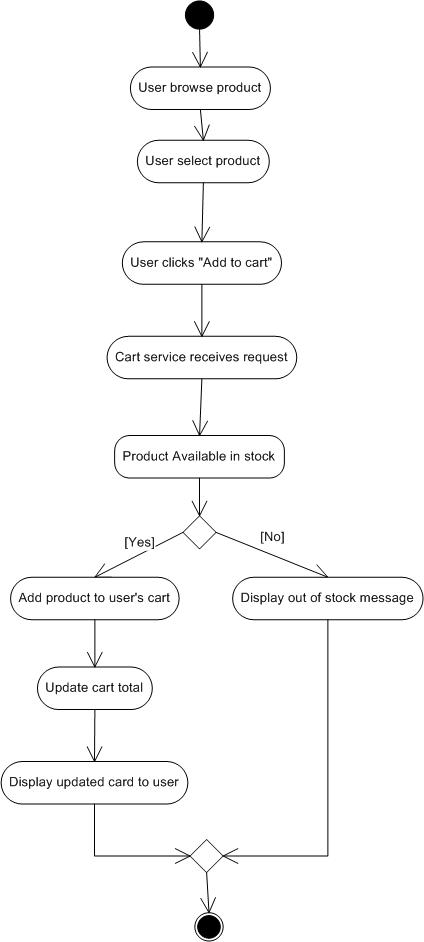 User browse product
User select product
User clicks "Add to cart"
Cart service receives request
Product Available in stock
[Yes]
[No]
Add product to user's cart
Display out of stock message
Update cart total
Display updated card to user